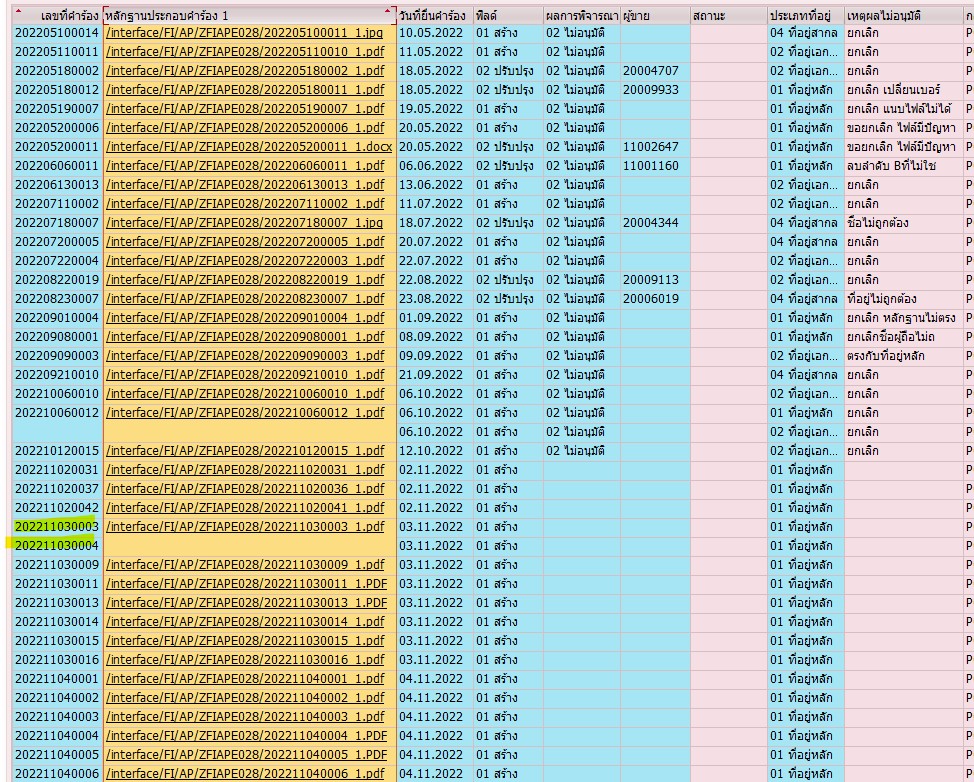 เลขที่คำร้อง หลักฐานประกอบคำร้อง 1 วันที่ยื่นคำร้อง ฟิลด์ ผลการพิจารณา ผู้ขาย สถานะ ประเภทที่อยู่ เหตุผลไม่อนุมัติ ก
202205100014 /interface/FI/AP/ZFIAPE028/202205100011_1.jpg 10.05.2022 01 สร้าง 02 ไม่อนุมัติ 04 ที่อยู่สากล ยกเลิก P
202205110011 /interface/FI/AP/ZFIAPE028/202205110010_1.pdf 11.05.2022 01 สร้าง 02 ไม่อนุมัติ 02 ที่อยู่เอก... ยกเลิก P
202205180002 /interface/FI/AP/ZFIAPE028/202205180002_1.pdf 18.05.2022 02 ปรับปรุง 02 ไม่อนุมัติ 20004707 02 ที่อยู่เอก... ยกเลิก P
202205180012 /interface/FI/AP/ZFIAPE028/202205180011_1.pdf 18.05.2022 02 ปรับปรุง 02 ไม่อนุมัติ 20009933 01 ที่อยู่หลัก ยกเลิก เปลี่ยนเบอร์ P
202205190007 /interface/FI/AP/ZFIAPE028/202205190007_1.pdf 19.05.2022 01 สร้าง 02 ไม่อนุมัติ 01 ที่อยู่หลัก ยกเลิก แนบไฟล์ไม่ได้ P
202205200006 /interface/FI/AP/ZFIAPE028/202205200006_1.pdf 20.05.2022 01 สร้าง 02 ไม่อนุมัติ 01 ที่อยู่หลัก ขอยกเลิก ไฟล์มีปัญหา P
202205200011 /interface/FI/AP/ZFIAPE028/202205200011_1.docx 20.05.2022 02 ปรับปรุง 02 ไม่อนุมัติ 11002647 01 ที่อยู่หลัก ขอยกเลิก ไฟล์มีปัญหา P
202206060011 /interface/FI/AP/ZFIAPE028/202206060011_1.pdf 06.06.2022 02 ปรับปรุง 02 ไม่อนุมัติ 11001160 01 ที่อยู่หลัก ลบลำดับ Bที่ไม่ใช่ P
202206130013 /interface/FI/AP/ZFIAPE028/202206130013_1.pdf 13.06.2022 01 สร้าง 02 ไม่อนุมัติ 02 ที่อยู่เอก... ยกเลิก P
202207110002 /interface/FI/AP/ZFIAPE028/202207110002_1.pdf 11.07.2022 01 สร้าง 02 ไม่อนุมัติ 02 ที่อยู่เอก... ยกเลิก P
202207180007 /interface/FI/AP/ZFIAPE028/202207180007_1.jpg 18.07.2022 02 ปรับปรุง 02 ไม่อนุมัติ 20004344 04 ที่อยู่สากล ชื่อไม่ถูกต้อง P
202207200005 /interface/FI/AP/ZFIAPE028/202207200005_1.pdf 20.07.2022 01 สร้าง 02 ไม่อนุมัติ 04 ที่อยู่สากล ยกเลิก P
202207220004 /interface/FI/AP/ZFIAPE028/202207220003_1.pdf 22.07.2022 01 สร้าง 02 ไม่อนุมัติ 02 ที่อยู่เอก... ยกเลิก P
202208220019 /interface/FI/AP/ZFIAPE028/202208220019_1.pdf 22.08.2022 02 ปรับปรุง 02 ไม่อนุมัติ 20009113 02 ที่อยู่เอก... ยกเลิก P
202208230007 /interface/FI/AP/ZFIAPE028/202208230007_1.pdf 23.08.2022 02 ปรับปรุง 02 ไม่อนุมัติ 20006019 04 ที่อยู่สากล ที่อยู่ไม่ถูกต้อง P
202209010004 /interface/FI/AP/ZFIAPE028/202209010004_1.pdf 01.09.2022 01 สร้าง 02 ไม่อนุมัติ 01 ที่อยู่หลัก ยกเลิก หลักฐานไม่ตรง P
202209080001 /interface/FI/AP/ZFIAPE028/202209080001_1.pdf 08.09.2022 01 สร้าง 02 ไม่อนุมัติ 01 ที่อยู่หลัก ยกเลิกชื่อผู้ถือไม่ถ P
202209090003 /interface/FI/AP/ZFIAPE028/202209090003_1.pdf 09.09.2022 01 สร้าง 02 ไม่อนุมัติ 02 ที่อยู่เอก... ตรงกับที่อยู่หลัก P
202209210010 /interface/FI/AP/ZFIAPE028/202209210010_1.pdf 21.09.2022 01 สร้าง 02 ไม่อนุมัติ 04 ที่อยู่สากล ยกเลิก P
202210060010 /interface/FI/AP/ZFIAPE028/202210060010_1.pdf 06.10.2022 01 สร้าง 02 ไม่อนุมัติ 02 ที่อยู่เอก... ยกเลิก P
202210060012 /interface/FI/AP/ZFIAPE028/202210060012_1.pdf 06.10.2022 01 สร้าง 02 ไม่อนุมัติ 01 ที่อยู่หลัก ยกเลิก P
06.10.2022 01 สร้าง 02 ไม่อนุมัติ 02 ที่อยู่เอก... ยกเลิก P
202210120015 /interface/FI/AP/ZFIAPE028/202210120015_1.pdf 12.10.2022 01 สร้าง 02 ไม่อนุมัติ 02 ที่อยู่เอก... ยกเลิก P
202211020031 /interface/FI/AP/ZFIAPE028/202211020031_1.pdf 02.11.2022 01 สร้าง 01 ที่อยู่หลัก P
202211020037 /interface/FI/AP/ZFIAPE028/202211020036_1.pdf 02.11.2022 01 สร้าง 01 ที่อยู่หลัก P
202211020042 /interface/FI/AP/ZFIAPE028/202211020041_1.pdf 02.11.2022 01 สร้าง 01 ที่อยู่หลัก P
202211030003 /interface/FI/AP/ZFIAPE028/202211030003_1.pdf 03.11.2022 01 สร้าง 01 ที่อยู่หลัก P
202211030004 03.11.2022 01 สร้าง 01 ที่อยู่หลัก P
202211030009 /interface/FI/AP/ZFIAPE028/202211030009_1.pdf 03.11.2022 01 สร้าง 01 ที่อยู่หลัก P
202211030011 /interface/FI/AP/ZFIAPE028/202211030011_1.PDF 03.11.2022 01 สร้าง 01 ที่อยู่หลัก P
202211030013 /interface/FI/AP/ZFIAPE028/202211030013_1.PDF 03.11.2022 01 สร้าง 01 ที่อยู่หลัก P
202211030014 /interface/FI/AP/ZFIAPE028/202211030014_1.pdf 03.11.2022 01 สร้าง 01 ที่อยู่หลัก P
202211030015 /interface/FI/AP/ZFIAPE028/202211030015_1.pdf 03.11.2022 01 สร้าง 01 ที่อยู่หลัก P
202211030016 /interface/FI/AP/ZFIAPE028/202211030016_1.pdf 03.11.2022 01 สร้าง 01 ที่อยู่หลัก P
202211040001 /interface/FI/AP/ZFIAPE028/202211040001_1.pdf 04.11.2022 01 สร้าง 01 ที่อยู่หลัก P
202211040002 /interface/FI/AP/ZFIAPE028/202211040002_1.pdf 04.11.2022 01 สร้าง 01 ที่อยู่หลัก P
202211040003 /interface/FI/AP/ZFIAPE028/202211040003_1.pdf 04.11.2022 01 สร้าง 01 ที่อยู่หลัก P
202211040004 /interface/FI/AP/ZFIAPE028/202211040004_1.PDF 04.11.2022 01 สร้าง 01 ที่อยู่หลัก P
202211040005 /interface/FI/AP/ZFIAPE028/202211040005_1.PDF 04.11.2022 01 สร้าง 01 ที่อยู่หลัก P
202211040006 /interface/FI/AP/ZFIAPE028/202211040006_1.pdf 04.11.2022 01 สร้าง 01 ที่อยู่หลัก P